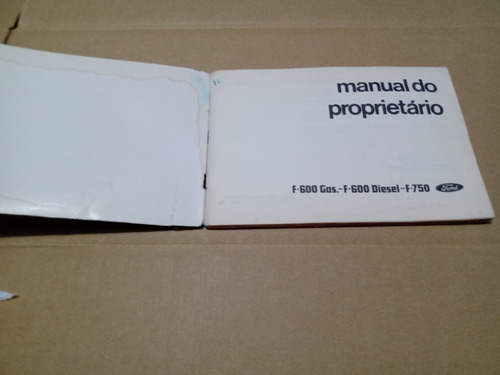 manual do
proprietário
F-600 Gas.-F-600 Diesel-F-750 Ford